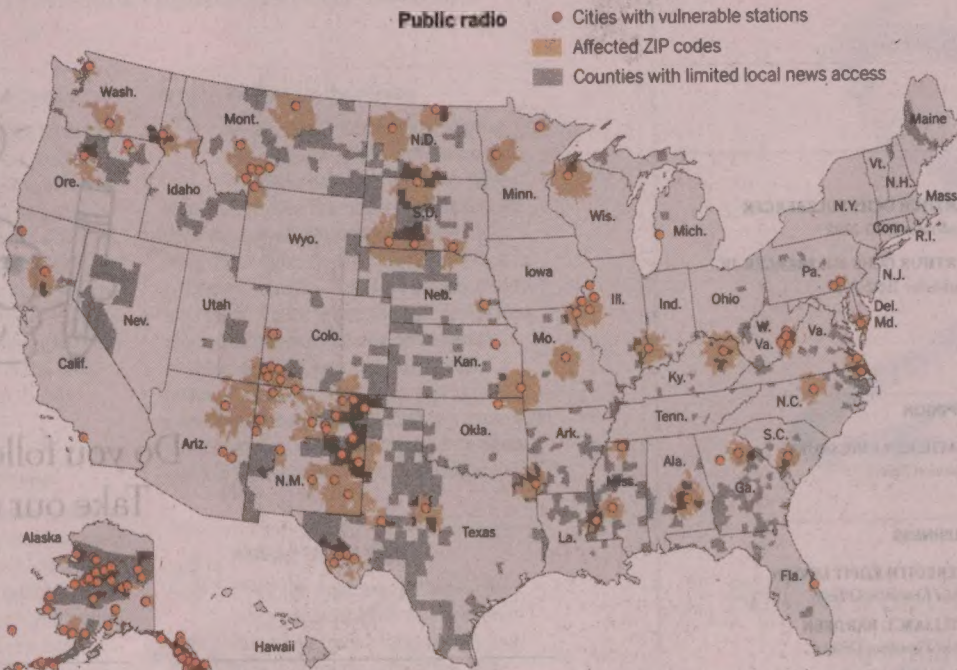 Public radio
Cities with vulnerable stations
Affected ZIP codes
Counties with limited local news access
Wash.
Mont.
N.D.
Minn.
Maine
Vt.
N.H.
Ore.
Idaho
S.D.
Wis.
Mich.
N.Y.
Mass.
Conn.
R.I.
Wyo.
Iowa
Pa.
N.J.
Neb.
Ill.
Ind.
Ohio
Del.
Md.
Nev.
Utah
Colo.
Kan.
Mo.
W.
Va.
Va.
Calif.
Ky.
N.C.
Tenn.
Ariz.
N.M.
Okla.
Ark.
S.C.
Miss.
Ala.
Ga.
Texas
La.
Fla.
Alaska
Hawaii
Do you follo
Take our